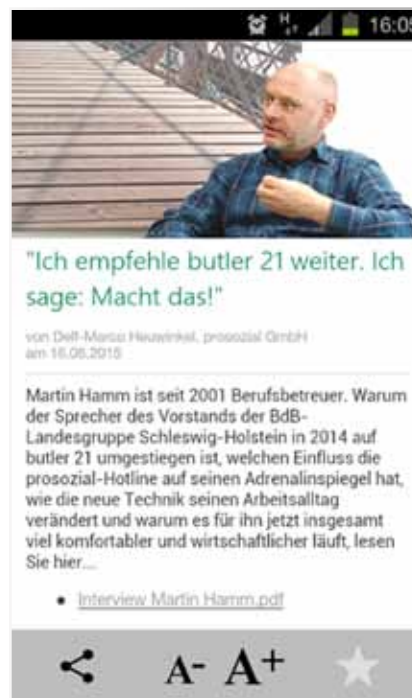 H
16:05
"Ich empfehle butler 21 weiter. Ich
sage: Macht das!"
von Delf-Marco Heuwinkel, prosozial GmbH
am 16.06.2015
Martin Hamm ist seit 2001 Berufsbetreuer. Warum
der Sprecher des Vorstands der BdB-
Landesgruppe Schleswig-Holstein in 2014 auf
butler 21 umgestiegen ist, welchen Einfluss die
prosozial-Hotline auf seinen Adrenalinspiegel hat,
wie die neue Technik seinen Arbeitsalltag
verändert und warum es für ihn jetzt insgesamt
viel komfortabler und wirtschaftlicher läuft, lesen
Sie hier...
• Interview Martin Hamm.pdf
A- A+